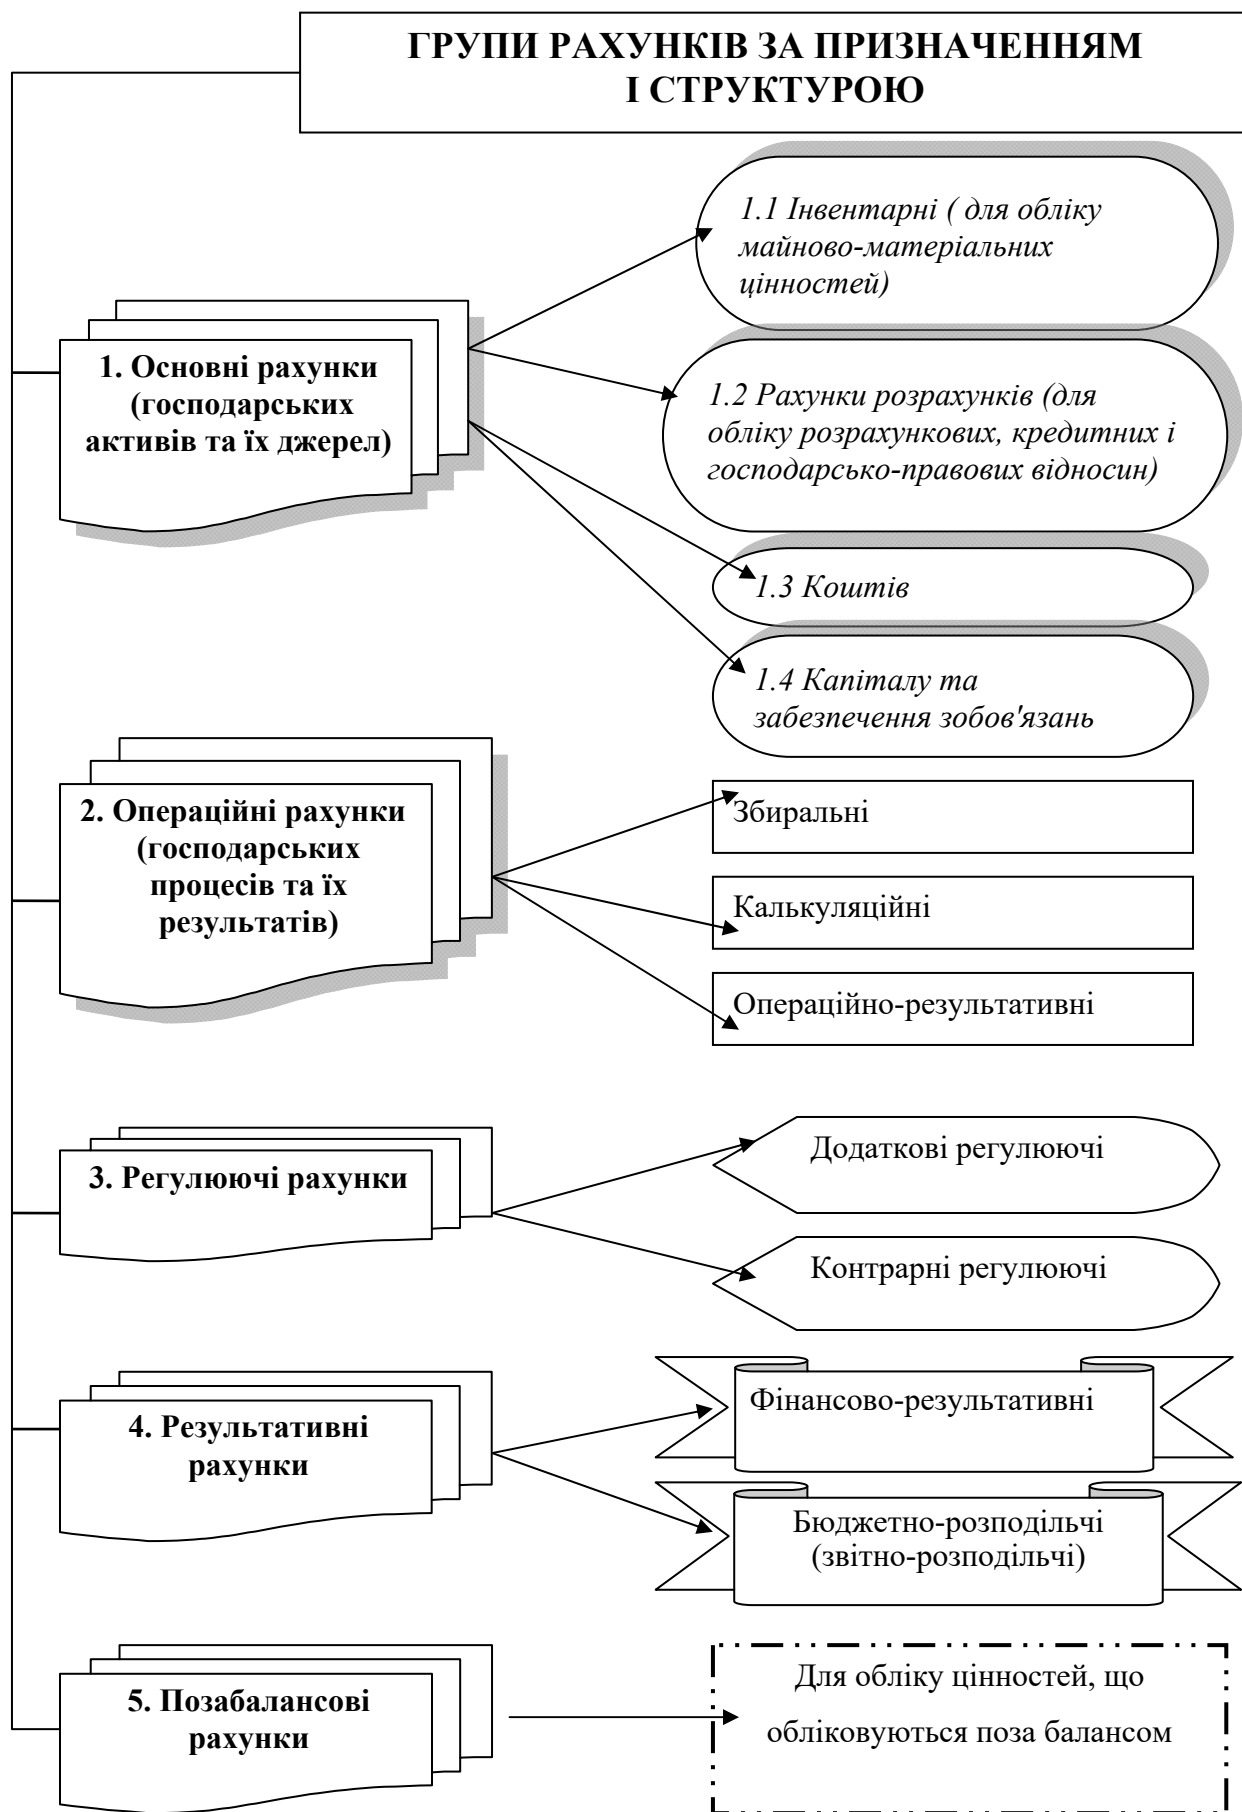 ГРУПИ РАХУНКІВ ЗА ПРИЗНАЧЕННЯМ
І СТРУКТУРОЮ
1. Основні рахунки
(господарських
активів та їх джерел)
1.1 Інвентарні ( для обліку
майново-матеріальних
цінностей)
1.2 Рахунки розрахунків (для
обліку розрахункових, кредитних і
господарсько-правових відносин)
1.3 Коштів
1.4 Капіталу та
забезпечення зобов'язань
2. Операційні рахунки
(господарських
процесів та їх
результатів)
Збиральні
Калькуляційні
Операційно-результативні
3. Регулюючі рахунки
Додаткові регулюючі
Контрарні регулюючі
4. Результативні
рахунки
Фінансово-результативні
Бюджетно-розподільчі
(звітно-розподільчі)
5. Позабалансові
рахунки
Для обліку цінностей, що
обліковуються поза балансом